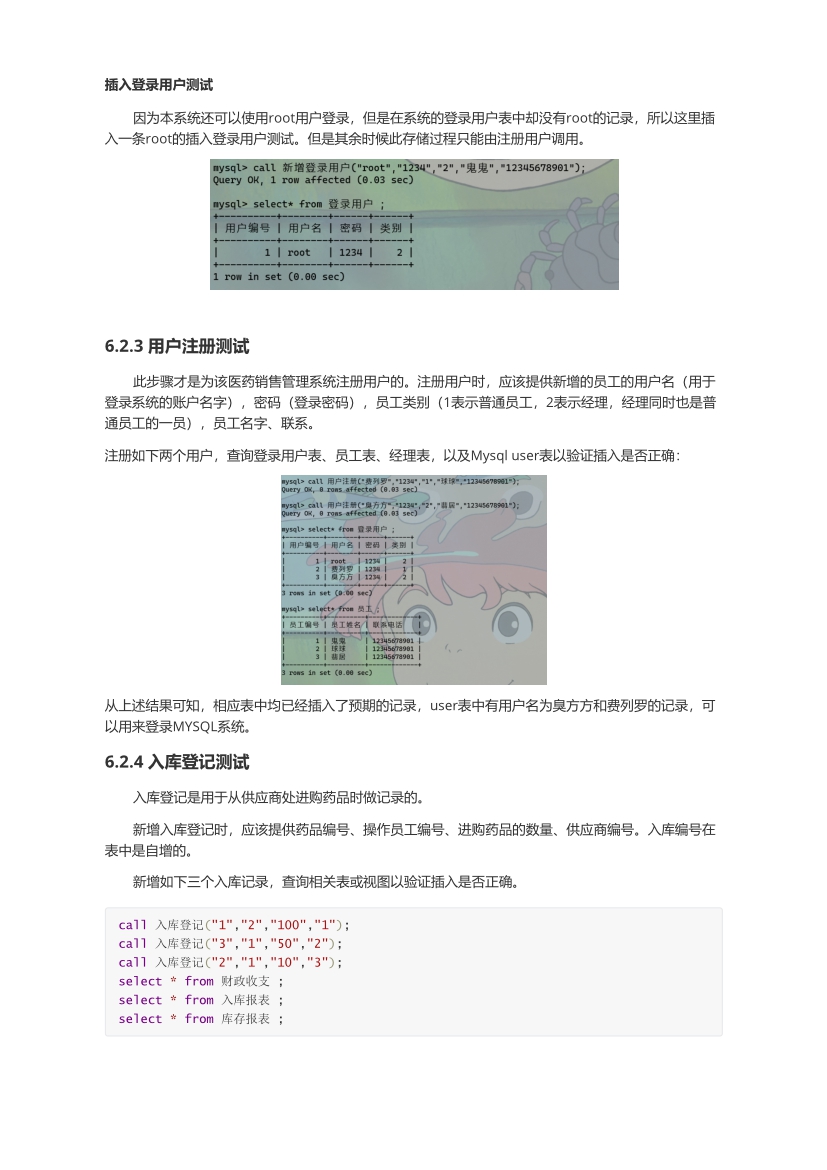 插入登录用户测试
因为本系统还可以使用root用户登录，但是在系统的登录用户表中却没有root的记录，所以这里插
入一条root的插入登录用户测试。但是其余时候此存储过程只能由注册用户调用。
mysql> call 新增登录用户("root","1234","2","鬼鬼","12345678901");
Query OK, 1 row affected (0.03 sec)
mysql> select* from 登录用户 ;
+----------+--------+------+------+
| 用户编号 | 用户名 | 密码 | 类别 |
+----------+--------+------+------+
|        1 | root   | 1234 |    2 |
+----------+--------+------+------+
1 row in set (0.00 sec)
6.2.3 用户注册测试
此步骤才是为该医药销售管理系统注册用户的。注册用户时，应该提供新增的员工的用户名（用于
登录系统的账户名字），密码（登录密码），员工类别（1表示普通员工，2表示经理，经理同时也是普
通员工的一员），员工名字、联系。
注册如下两个用户，查询登录用户表、员工表、经理表，以及Mysql user表以验证插入是否正确：
mysql> call 用户注册("费列罗","1234","1","球球","12345678901");
Query OK, 0 rows affected (0.03 sec)
mysql> call 用户注册("臭方方","1234","2","翡居","12345678901");
Query OK, 0 rows affected (0.03 sec)
mysql> select* from 登录用户 ;
+----------+--------+------+------+
| 用户编号 | 用户名 | 密码 | 类别 |
+----------+--------+------+------+
|        1 | root   | 1234 |    2 |
|        2 | 费列罗 | 1234 |    1 |
|        3 | 臭方方 | 1234 |    2 |
+----------+--------+------+------+
3 rows in set (0.00 sec)
mysql> select* from 员工 ;
+----------+----------+-------------+
| 员工编号 | 员工姓名 | 联系电话    |
+----------+----------+-------------+
|        1 | 鬼鬼     | 12345678901 |
|        2 | 球球     | 12345678901 |
|        3 | 翡居     | 12345678901 |
+----------+----------+-------------+
3 rows in set (0.00 sec)
从上述结果可知，相应表中均已经插入了预期的记录，user表中有用户名为臭方方和费列罗的记录，可
以用来登录MYSQL系统。
6.2.4 入库登记测试
入库登记是用于从供应商处进购药品时做记录的。
新增入库登记时，应该提供药品编号、操作员工编号、进购药品的数量、供应商编号。入库编号在
表中是自增的。
新增如下三个入库记录，查询相关表或视图以验证插入是否正确。
call 入库登记("1","2","100","1");
call 入库登记("3","1","50","2");
call 入库登记("2","1","10","3");
select * from 财政收支 ;
select * from 入库报表 ;
select * from 库存报表 ;